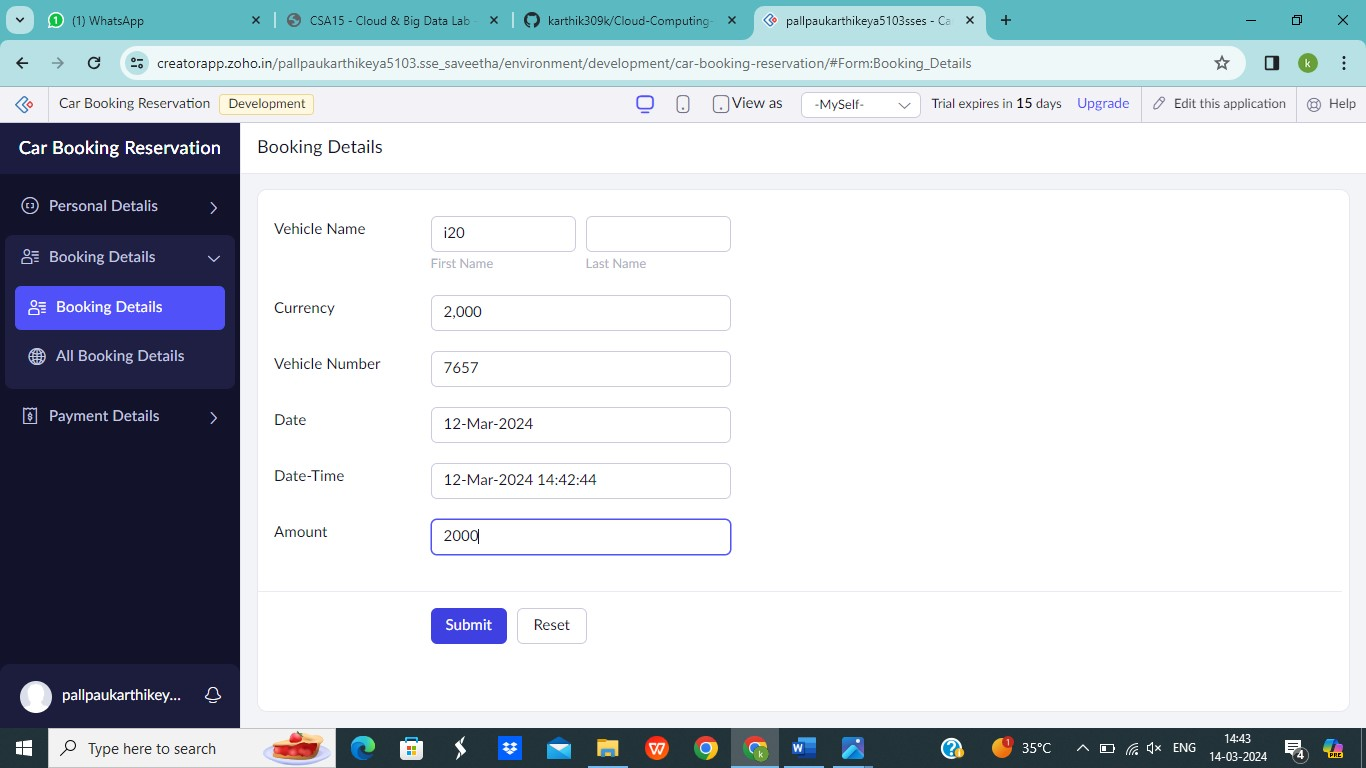 (1) WhatsApp
CSA15 - Cloud & Big Data Lab -
karthik309k/Cloud-Computing-
pallpaukarthikeya5103sses - Ca
creatorapp.zoho.in/pallpaukarthikeya5103.sse_saveetha/environment/development/car-booking-reservation/#Form:Booking_Details
k
Car Booking Reservation
Development
View as
-MySelf-
Trial expires in 15 days
Upgrade
Edit this application
Help
Car Booking Reservation
Booking Details
Personal Detalis
Booking Details
Booking Details
All Booking Details
Payment Details
Vehicle Name
i20
First Name
Last Name
Currency
2,000
Vehicle Number
7657
Date
12-Mar-2024
Date-Time
12-Mar-2024 14:42:44
Amount
2000
Submit
Reset
pallpaukarthikey...
Type here to search
35°C
ENG
14:43
14-03-2024
4